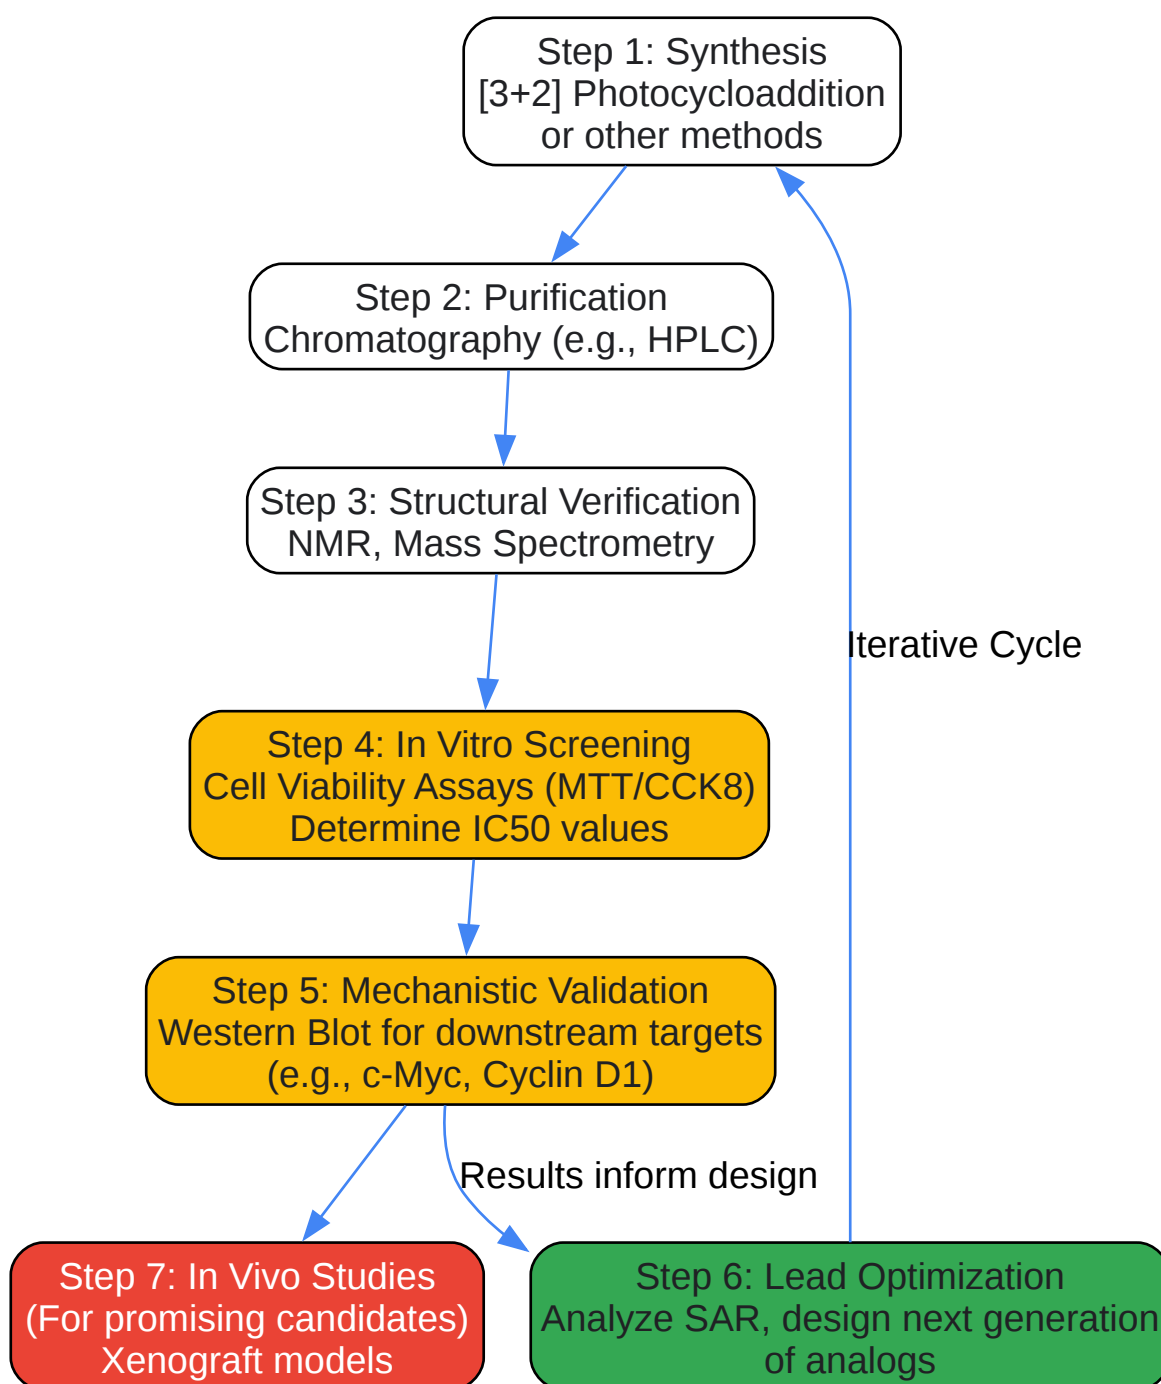 Step 1: Synthesis
[3+2] Photocycloaddition
or other methods
Step 2: Purification
Chromatography (e.g., HPLC)
Step 3: Structural Verification
NMR, Mass Spectrometry
Iterative Cycle
Step 4: In Vitro Screening
Cell Viability Assays (MTT/CCK8)
Determine IC50 values
Step 5: Mechanistic Validation
Western Blot for downstream targets
(e.g., c-Myc, Cyclin D1)
Results inform design
Step 7: In Vivo Studies
(For promising candidates)
Xenograft models
Step 6: Lead Optimization
Analyze SAR, design next generation
of analogs